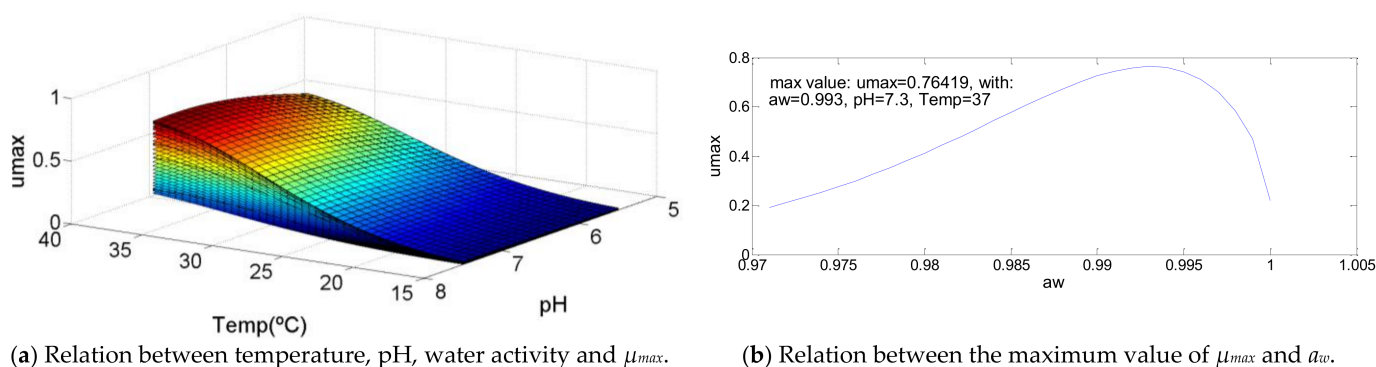 1
0.5
0
umax
40
35
30
25
20
15
Temp(ºC)
8
7
6
5
pH
0.8
0.6
0.4
0.2
0
umax
max value: umax=0.76419, with:
aw=0.993, pH=7.3, Temp=37
0.97 0.975 0.98 0.985 0.99 0.995 1 1.005
aw
(a) Relation between temperature, pH, water activity and μmax.
(b) Relation between the maximum value of μmax and aw.